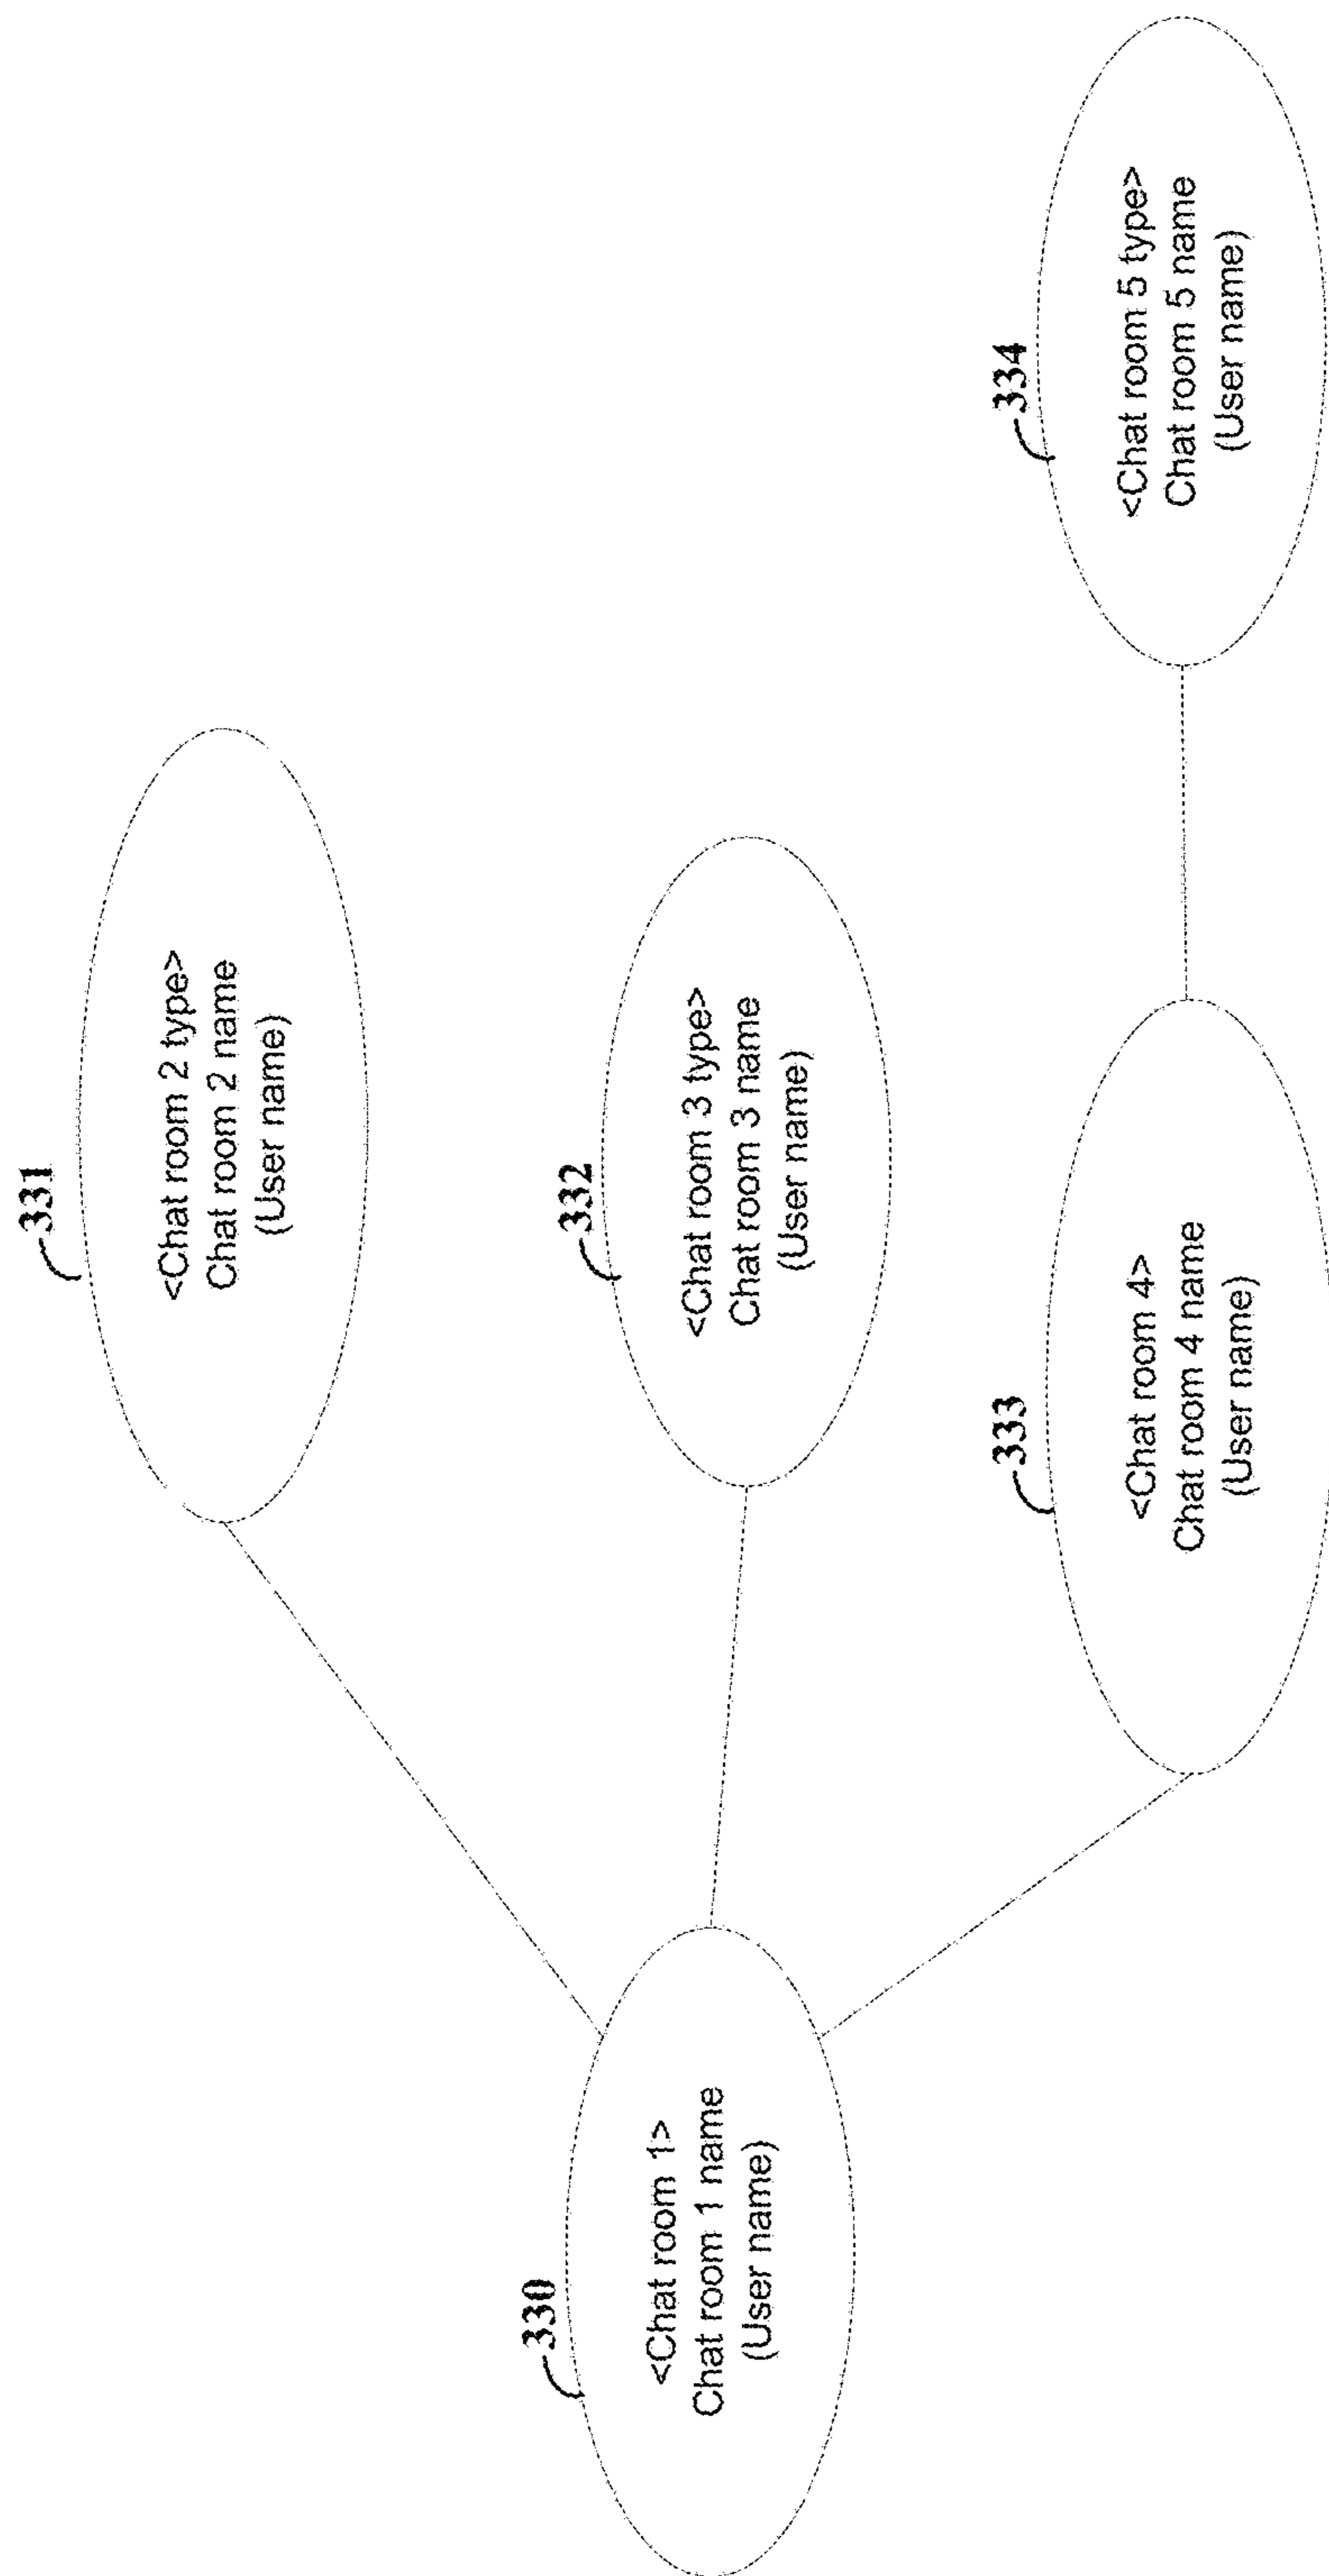 331
<Chat room 2 type>
Chat room 2 name
(User name)
330
<Chat room 1>
Chat room 1 name
(User name)
332
<Chat room 3 type>
Chat room 3 name
(User name)
333
<Chat room 4>
Chat room 4 name
(User name)
334
<Chat room 5 type>
Chat room 5 name
(User name)